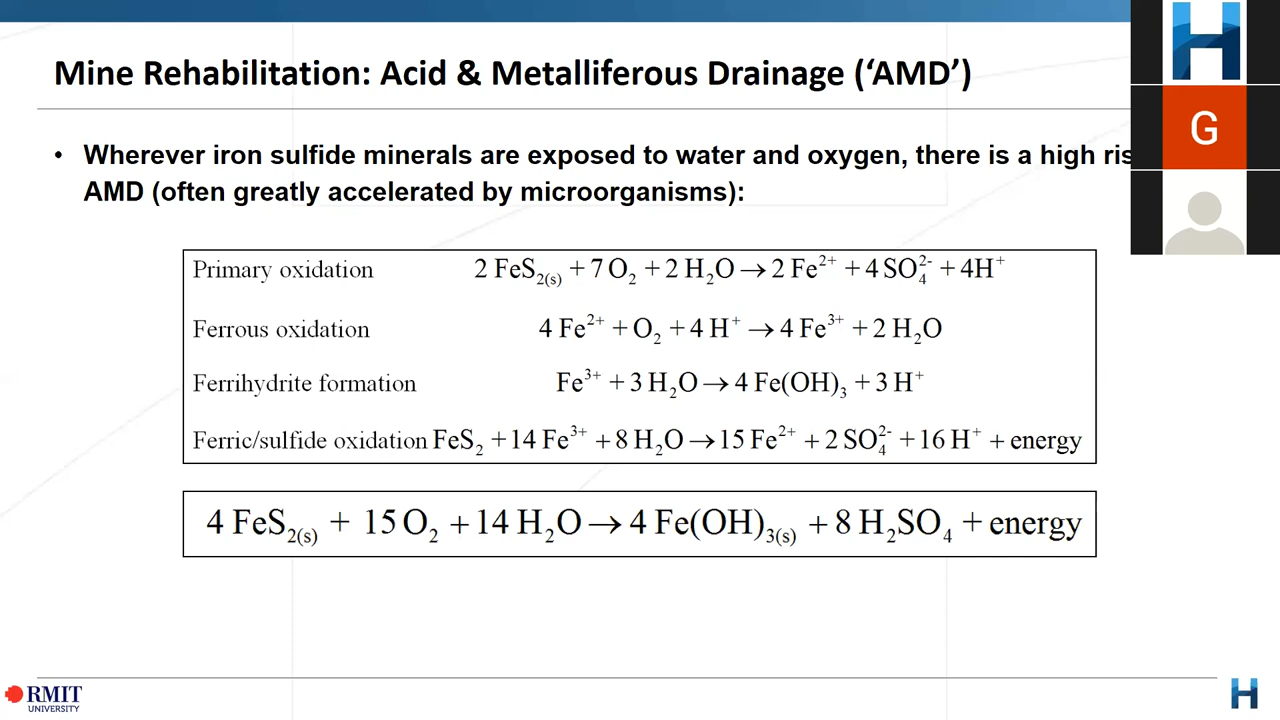 Mine Rehabilitation: Acid & Metalliferous Drainage (‘AMD’)
• Wherever iron sulfide minerals are exposed to water and oxygen, there is a high
AMD (often greatly accelerated by microorganisms):
Primary oxidation 2 FeS₂₍ₛ₎ + 7 O₂ + 2 H₂O → 2 Fe²⁺ + 4 SO₄²⁻ + 4H⁺
Ferrous oxidation 4 Fe²⁺ + O₂ + 4 H⁺ → 4 Fe³⁺ + 2 H₂O
Ferrihydrite formation Fe³⁺ + 3 H₂O → 4 Fe(OH)₃ + 3 H⁺
Ferric/sulfide oxidation FeS₂ + 14 Fe³⁺ + 8 H₂O → 15 Fe²⁺ + 2 SO₄²⁻ + 16 H⁺ + energy
4 FeS₂₍ₛ₎ + 15 O₂ + 14 H₂O → 4 Fe(OH)₃₍ₛ₎ + 8 H₂SO₄ + energy
G
RMIT
UNIVERSITY